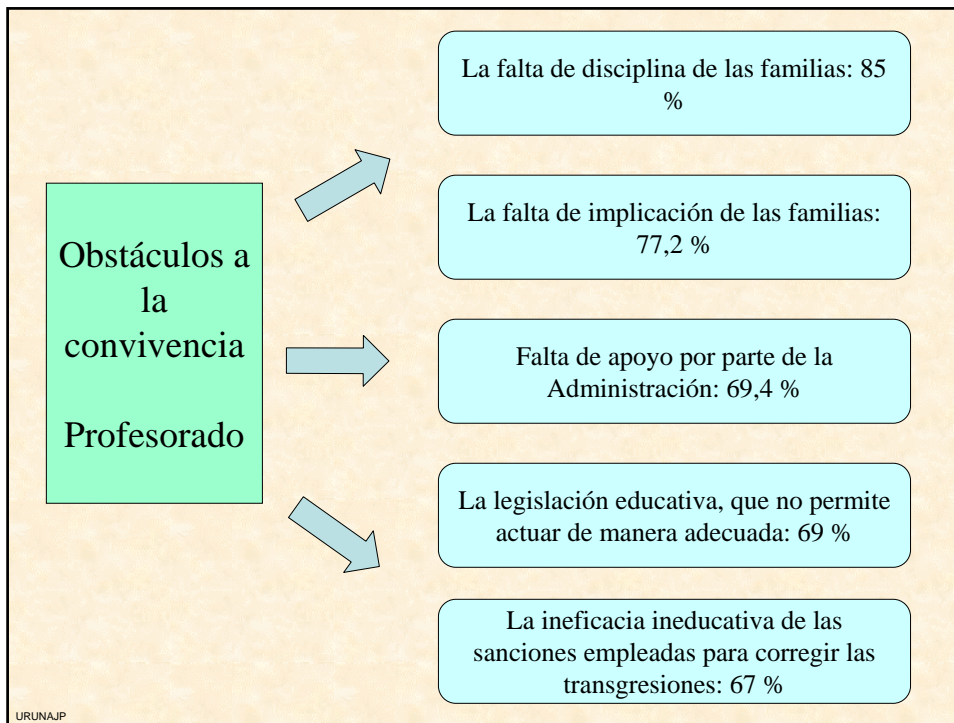 Obstáculos a
la
convivencia
Profesorado
La falta de disciplina de las familias: 85
%
La falta de implicación de las familias:
77,2 %
Falta de apoyo por parte de la
Administración: 69,4 %
La legislación educativa, que no permite
actuar de manera adecuada: 69 %
La ineficacia ineducativa de las
sanciones empleadas para corregir las
transgresiones: 67 %
URUNAJP